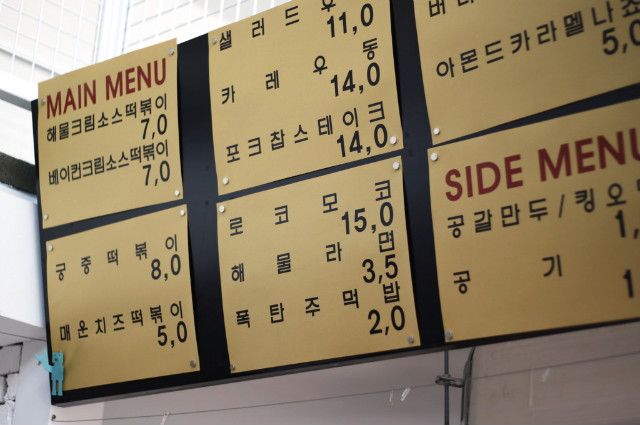 MAIN MENU
해물크림소스떡볶이
7,0
베이컨크림소스떡볶이
7,0
궁중떡볶이
8,0
매운치즈떡볶이
5,0
샐러드우
11,0
카레우동
14,0
포크찹스테이크
14,0
로코모코
15,0
해물라면
3,5
폭탄주먹밥
2,0
아몬드카라멜나쵸
5,0
SIDE MENU
공갈만두/킹오
1,
공기
1